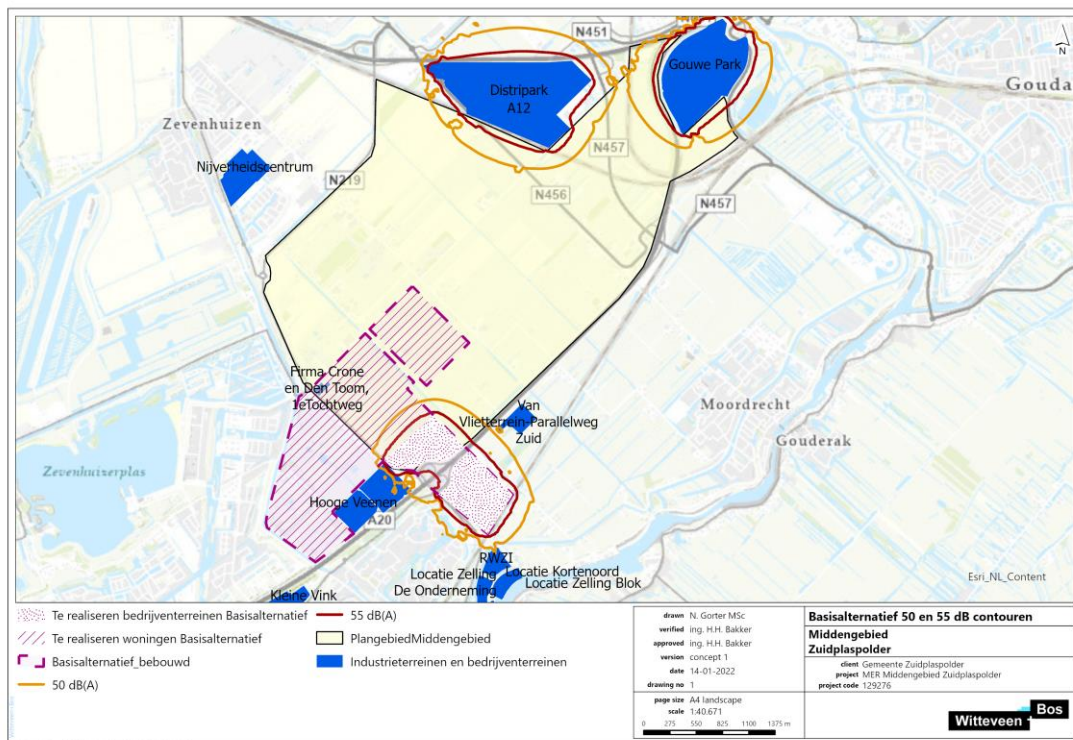 N451
Gouwe Park
Gouda
Distripark
A12
N
Zevenhuizen
Nijverheidscentrum
N219
N457
N456
N457
Firma Crone
en Den Toom,
1eTochtweg
Van
Vlietterrein-Parallelweg
Zuid
Moordrecht
Gouderak
Zevenhuizerplas
Hooge Veenen
A20
RWZI
Locatie Zelling
Locatie Kortenoord
De Onderneming
Locatie Zelling Blok
Kleine Vink
Esri_NL_Content
Te realiseren bedrijventerreinen Basisalternatief
Te realiseren woningen Basisalternatief
Basisalternatief_bebouwd
50 dB(A)
55 dB(A)
PlangebiedMiddengebied
Industrieterreinen en bedrijventerreinen
drawn N. Gorter MSc
verified ing. H.H. Bakker
approved ing. H.H. Bakker
version concept 1
date 14-01-2022
drawing no 1
page size A4 landscape
scale 1:40.671
0 275 550 825 1100 1375 m
Basisalternatief 50 en 55 dB contouren
Middengebied
Zuidplaspolder
client Gemeente Zuidplaspolder
project MER Middengebied Zuidplaspolder
project code 129276
Witteveen + Bos